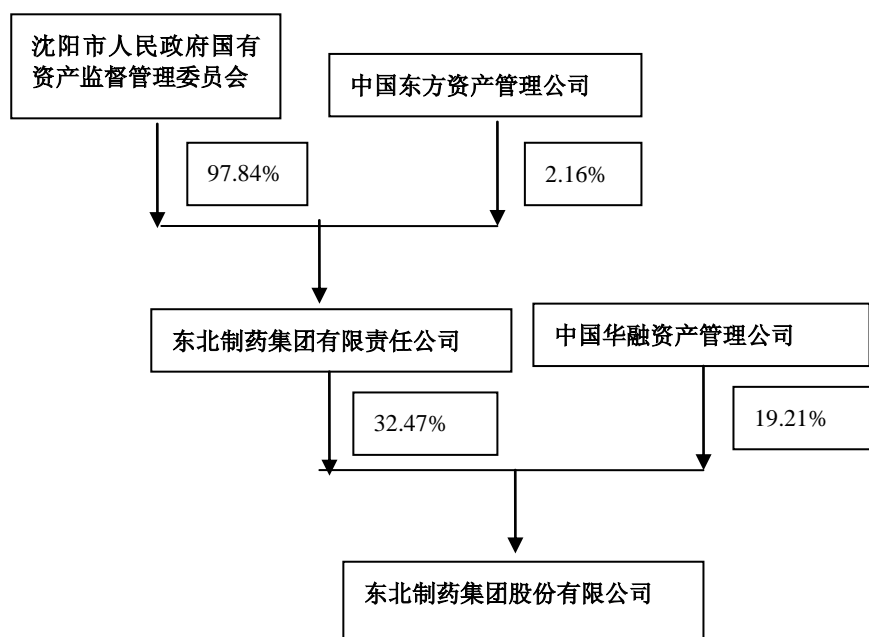 沈阳市人民政府国有
资产监督管理委员会
中国东方资产管理公司
97.84%
2.16%
东北制药集团有限责任公司
中国华融资产管理公司
32.47%
19.21%
东北制药集团股份有限公司